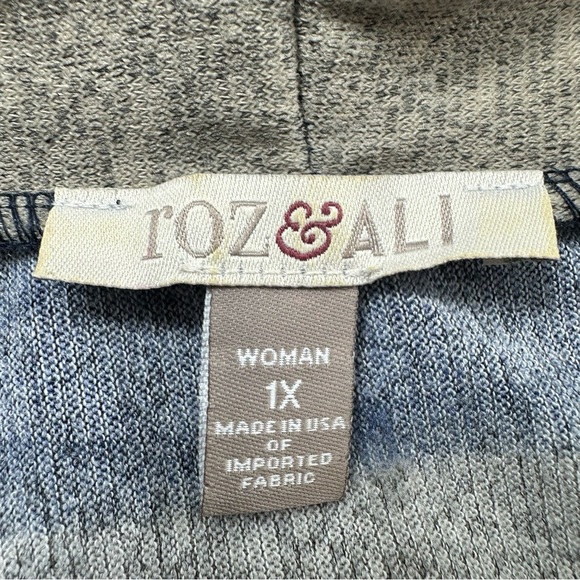 roz & ALI
WOMAN
1X
MADE IN USA
OF
IMPORTED
FABRIC